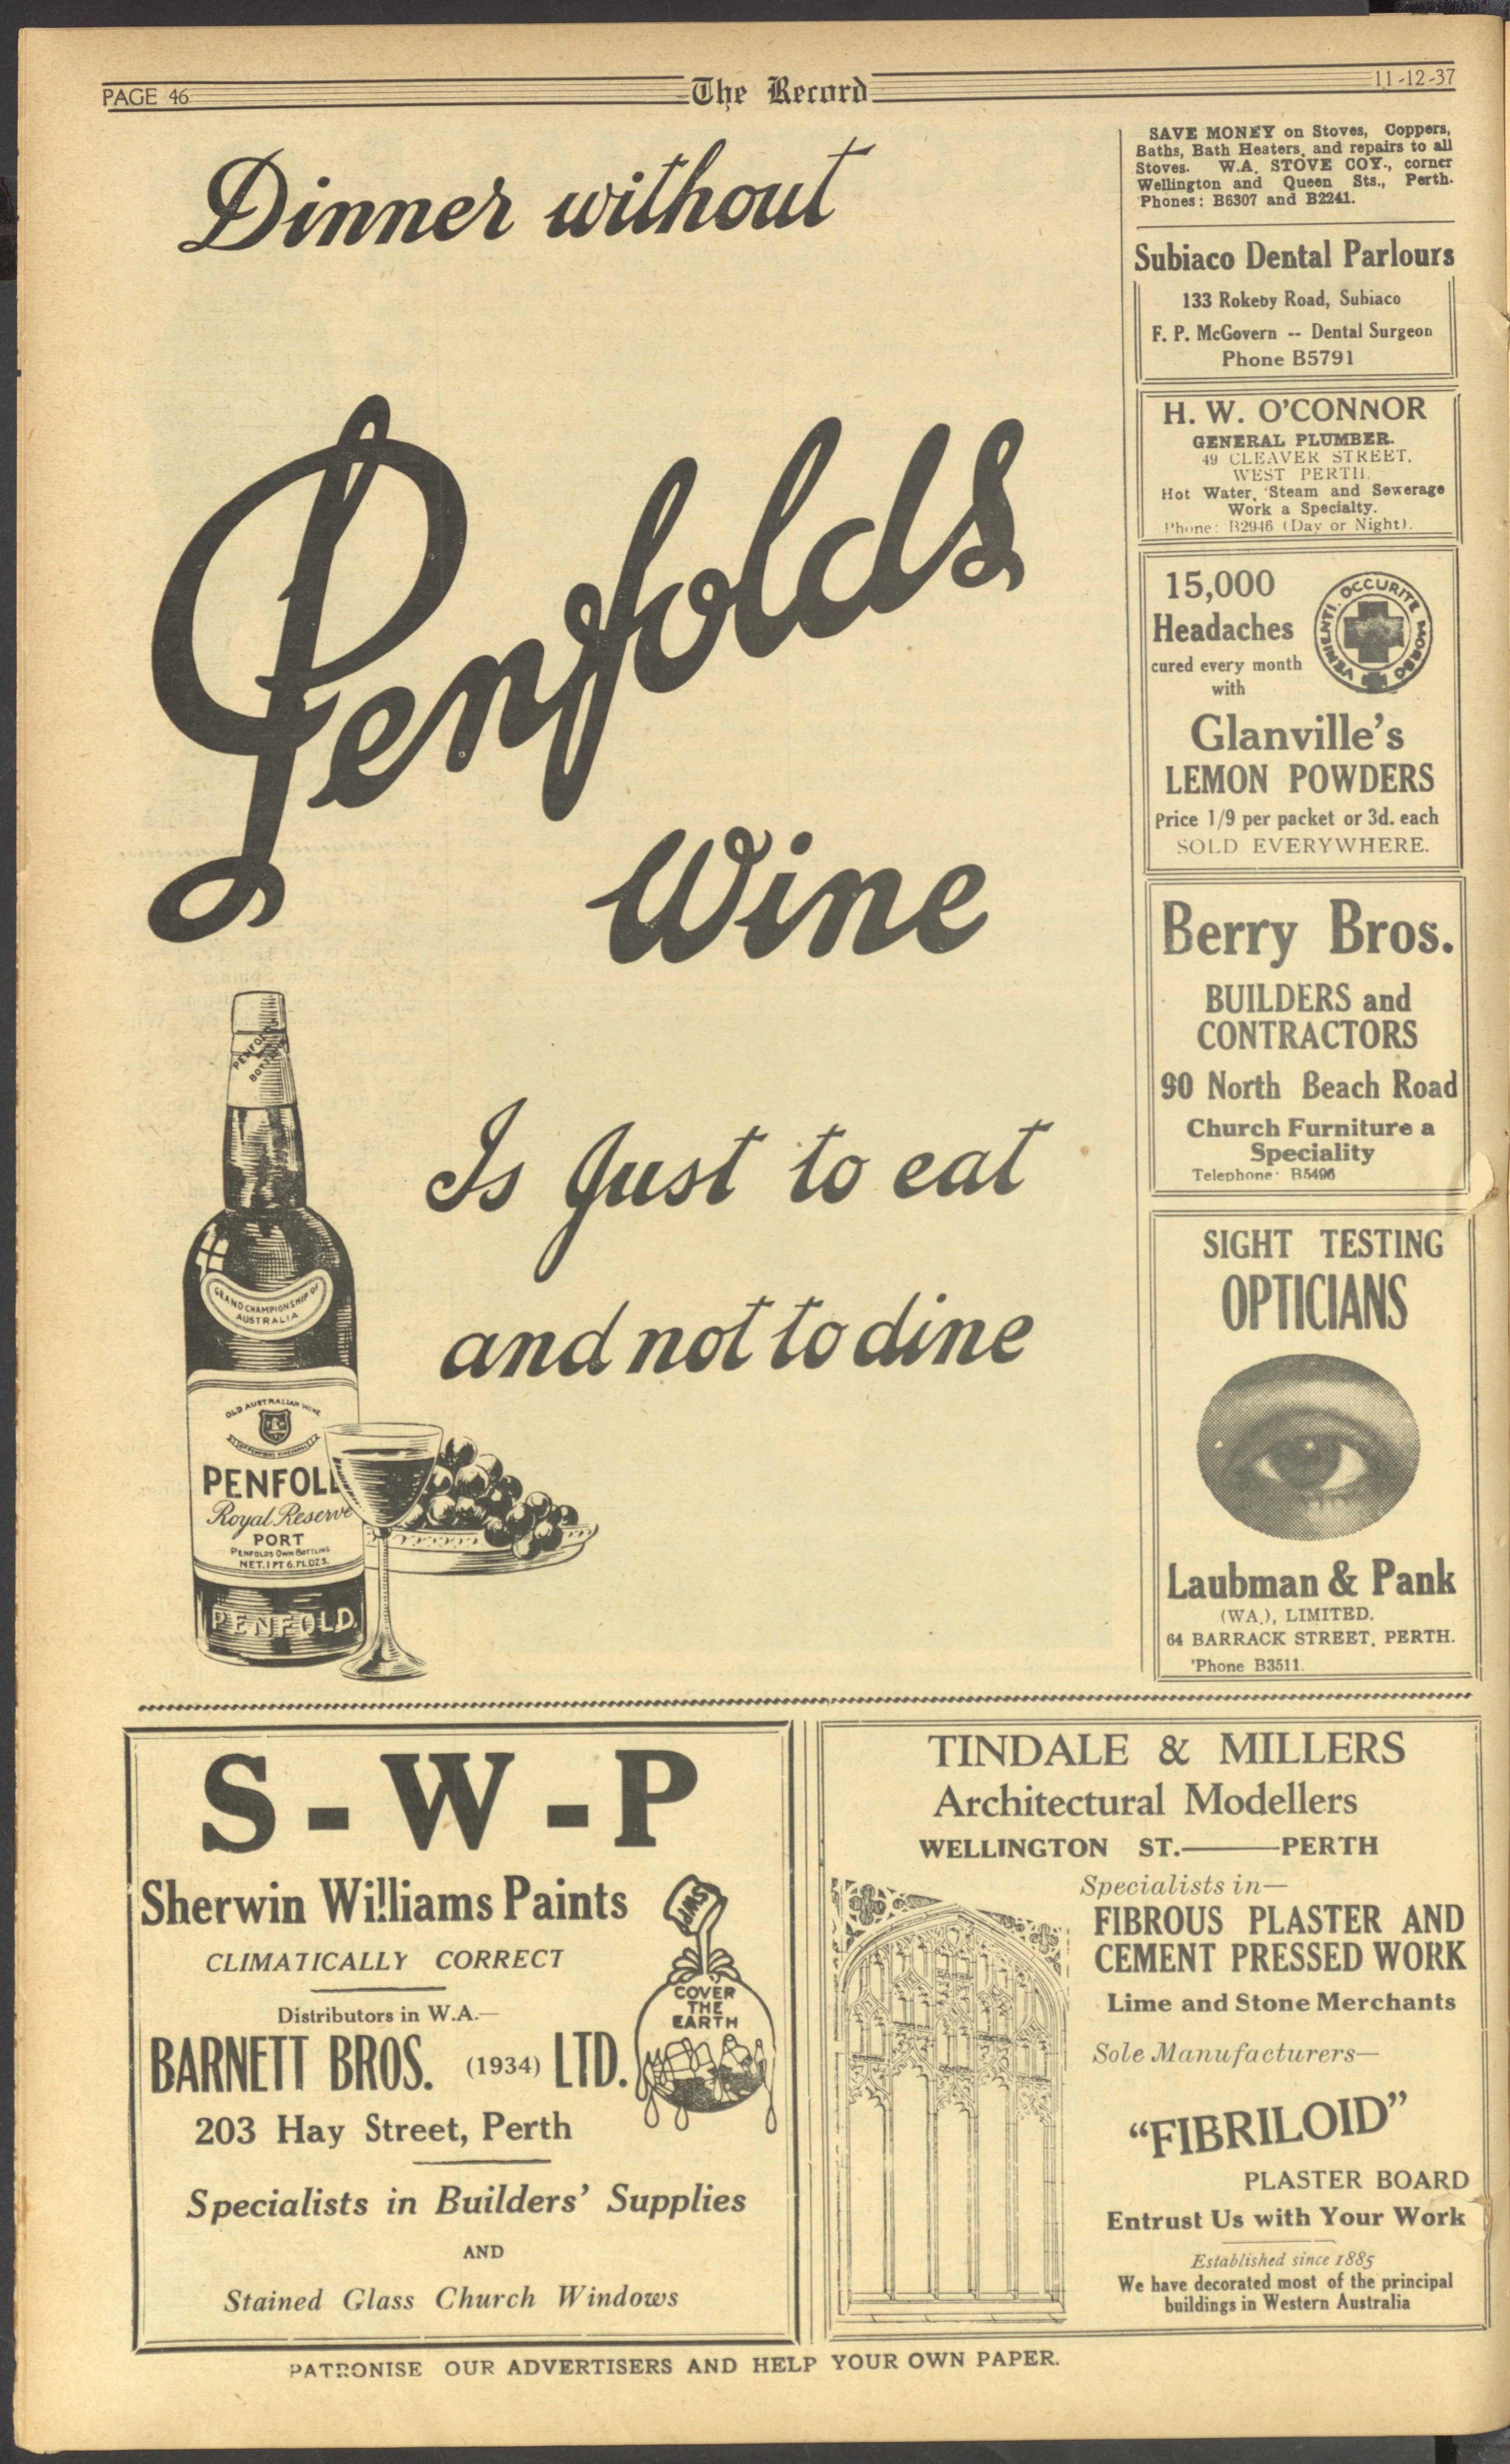 PAGE 46
The Record
11-12-37
Dinner without
Penfolds
Wine
Is Just to eat
and not to dine
PENFOLD
GRAND CHAMPIONSHIP OF
AUSTRALIA
OLD AUSTRALIAN WINE
PENFOL
Royal Reserve
PORT
PENFOLDS OWN BOTTLING
NET. 1 PT 6. FL OZS.
PENFOLD.
SAVE MONEY on Stoves, Coppers,
Baths, Bath Heaters, and repairs to all
Stoves. W.A. STOVE COY., corner
Wellington and Queen Sts., Perth.
Phones: B6307 and B2241.
Subiaco Dental Parlours
133 Rokeby Road, Subiaco
F. P. McGovern -- Dental Surgeon
Phone B5791
H. W. O'CONNOR
GENERAL PLUMBER.
49 CLEAVER STREET,
WEST PERTH.
Hot Water, Steam and Sewerage
Work a Specialty.
Phone: B2946 (Day or Night).
15,000
Headaches
cured every month
with
VENIENTI OCCURITE MORBO
Glanville's
LEMON POWDERS
Price 1/9 per packet or 3d. each
SOLD EVERYWHERE.
Berry Bros.
BUILDERS and
CONTRACTORS
90 North Beach Road
Church Furniture a
Speciality
Telephone: B5496
SIGHT TESTING
OPTICIANS
Laubman & Pank
(WA.), LIMITED.
64 BARRACK STREET, PERTH.
'Phone B3511.
S-W-P
Sherwin Williams Paints
CLIMATICALLY CORRECT
SWP
COVER
THE
EARTH
Distributors in W.A.—
BARNETT BROS. (1934) LTD.
203 Hay Street, Perth
Specialists in Builders' Supplies
AND
Stained Glass Church Windows
TINDALE & MILLERS
Architectural Modellers
WELLINGTON ST.———PERTH
Specialists in—
FIBROUS PLASTER AND
CEMENT PRESSED WORK
Lime and Stone Merchants
Sole Manufacturers—
"FIBRILOID"
PLASTER BOARD
Entrust Us with Your Work
Established since 1885
We have decorated most of the principal
buildings in Western Australia
PATRONISE OUR ADVERTISERS AND HELP YOUR OWN PAPER.